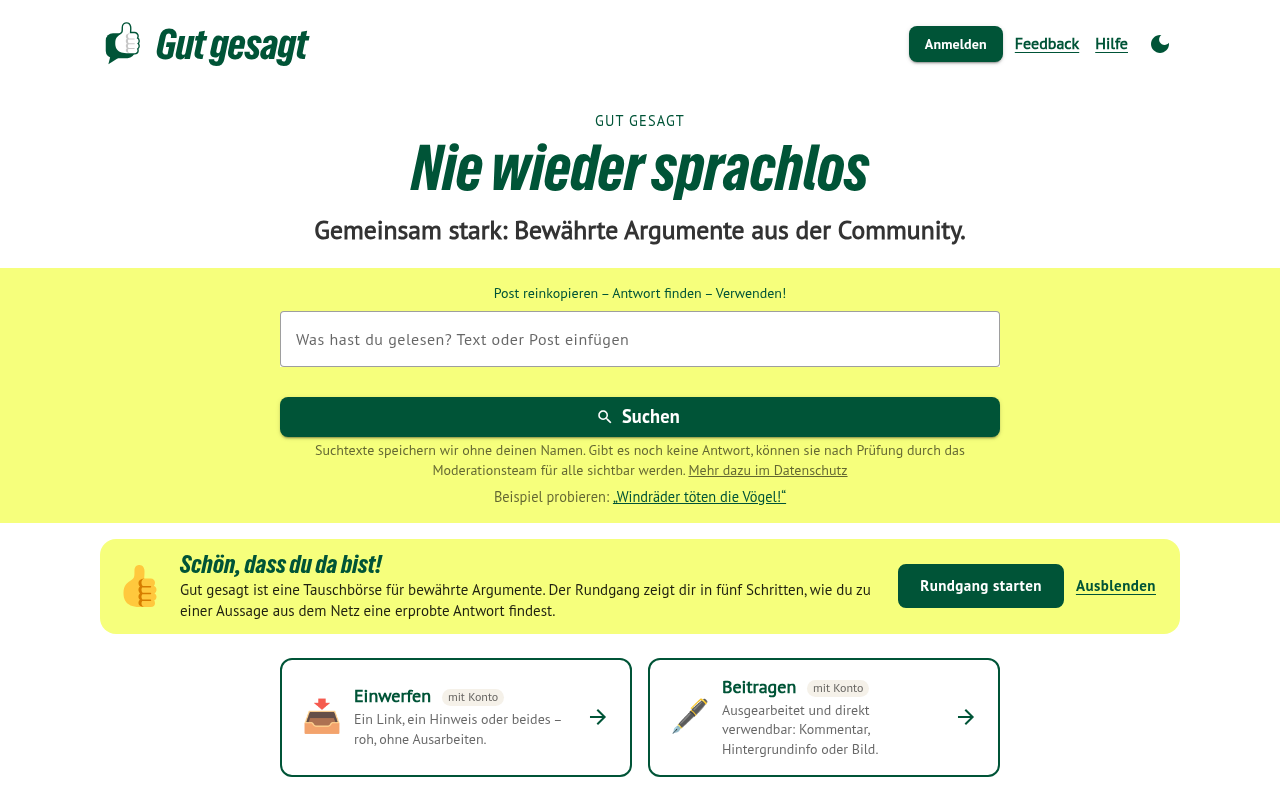 Gut gesagt
Anmelden
Feedback
Hilfe
GUT GESAGT
Nie wieder sprachlos
Gemeinsam stark: Bewährte Argumente aus der Community.
Post reinkopieren – Antwort finden – Verwenden!
Was hast du gelesen? Text oder Post einfügen
Suchen
Suchtexte speichern wir ohne deinen Namen. Gibt es noch keine Antwort, können sie nach Prüfung durch das
Moderationsteam für alle sichtbar werden. Mehr dazu im Datenschutz
Beispiel probieren: „Windräder töten die Vögel!“
Schön, dass du da bist!
Gut gesagt ist eine Tauschbörse für bewährte Argumente. Der Rundgang zeigt dir in fünf Schritten, wie du zu
einer Aussage aus dem Netz eine erprobte Antwort findest.
Rundgang starten
Ausblenden
Einwerfen mit Konto
Ein Link, ein Hinweis oder beides –
roh, ohne Ausarbeiten.
Beitragen mit Konto
Ausgearbeitet und direkt
verwendbar: Kommentar,
Hintergrundinfo oder Bild.